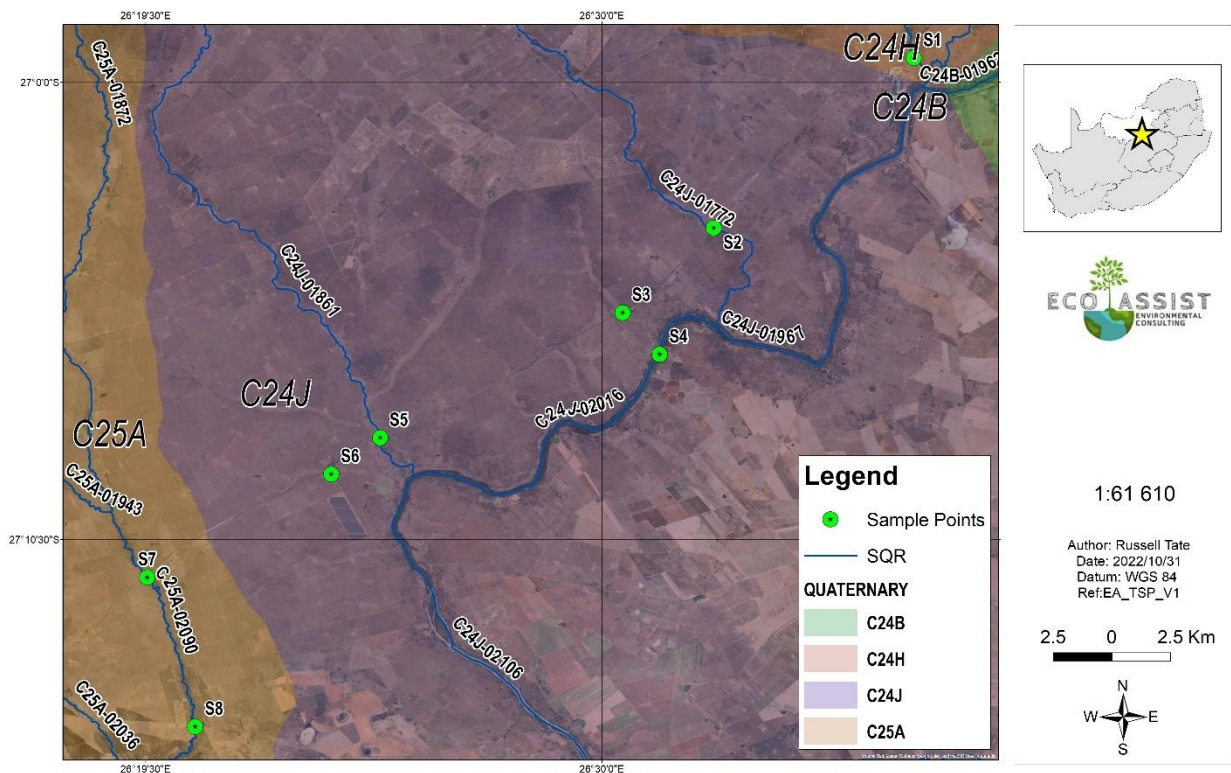 26°19'30"E
26°30'0"E
27°0'0"S
C25A-01872
C24H
S1
C24B-01962
C24B
C24J-01772
S2
C24J-01861
S3
C24J-01967
S4
C24J
C24J-02016
C25A
S5
S6
C25A-01943
27°10'30"S
S7
C25A-02090
C24J-02106
S8
C25A-02036
26°19'30"E
26°30'0"E
Legend
Sample Points
SQR
QUATERNARY
C24B
C24H
C24J
C25A
ECO ASSIST
ENVIRONMENTAL
CONSULTING
1:61 610
Author: Russell Tate
Date: 2022/10/31
Datum: WGS 84
Ref:EA_TSP_V1
2.5 0 2.5 Km
N
W E
S